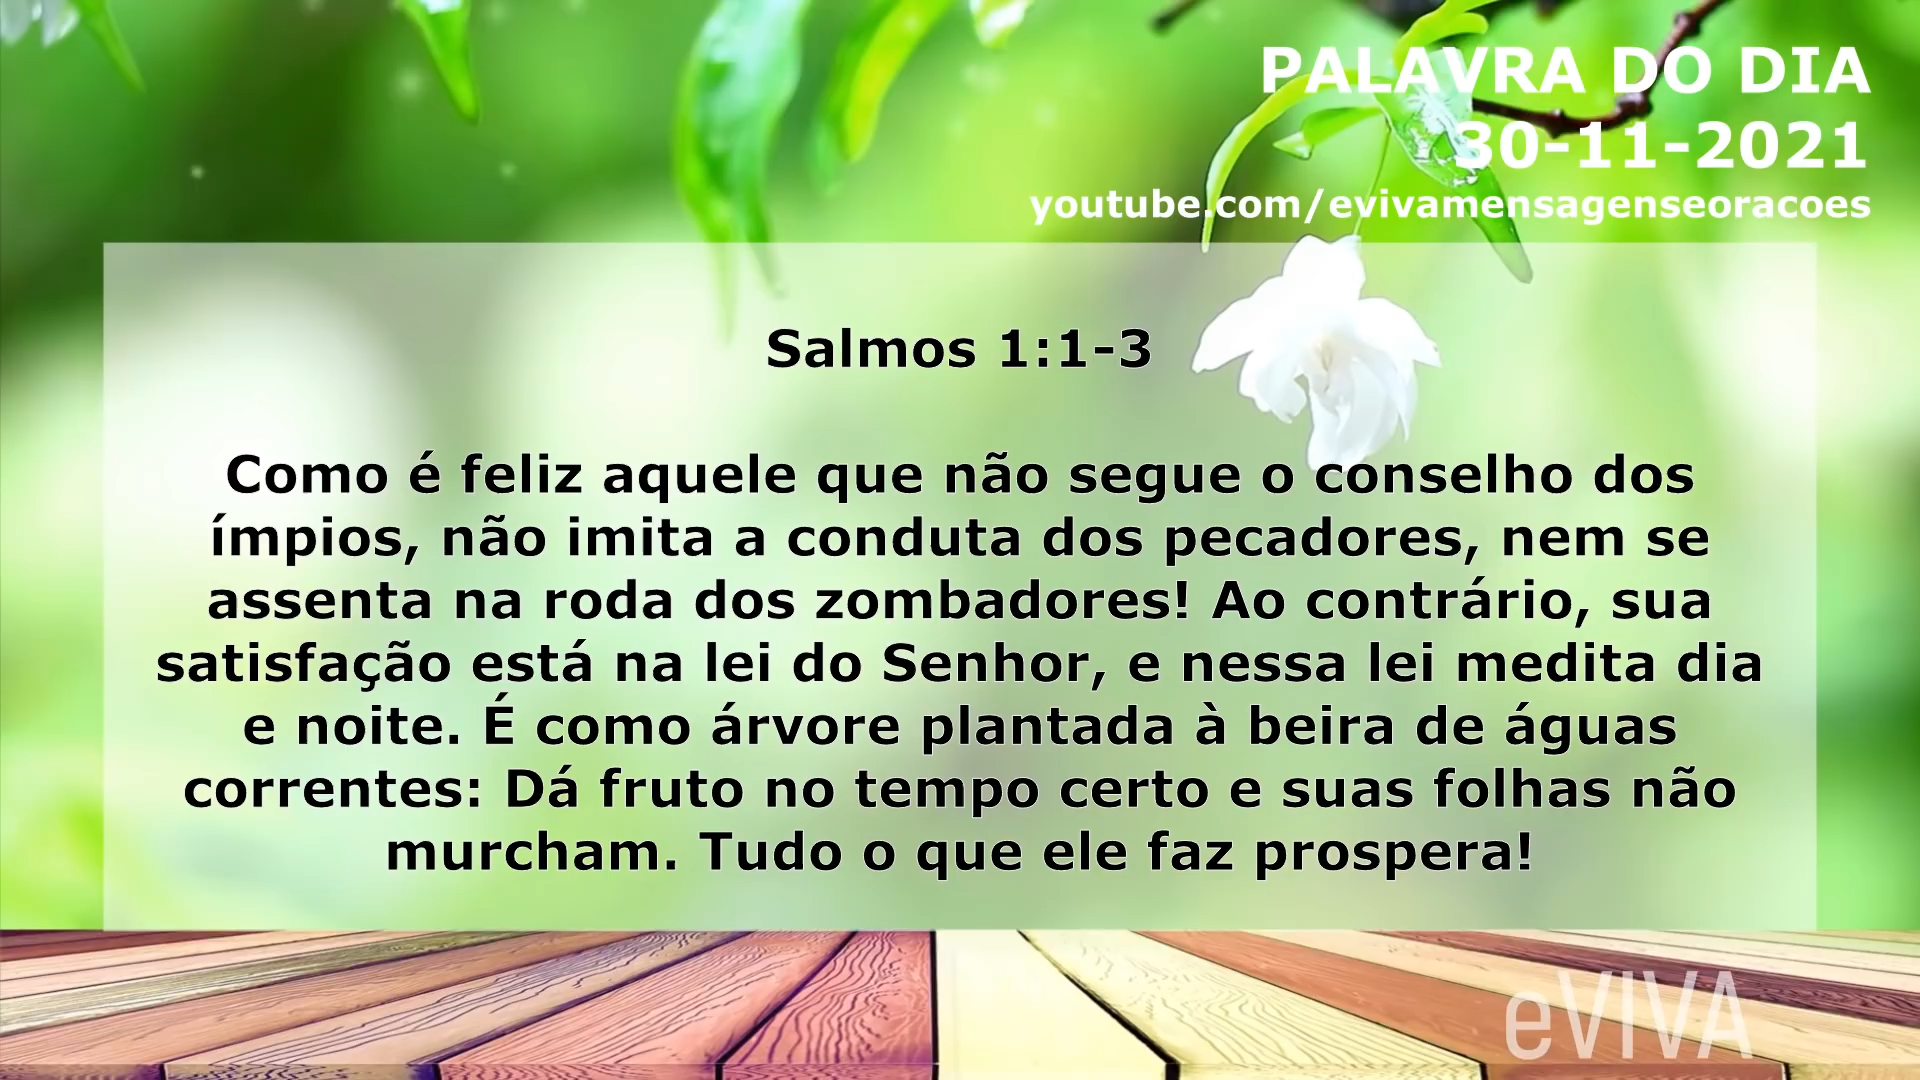 PALAVRA DO DIA
30-11-2021
youtube.com/evivamensagenseoracoes
Salmos 1:1-3
Como é feliz aquele que não segue o conselho dos
ímpios, não imita a conduta dos pecadores, nem se
assenta na roda dos zombadores! Ao contrário, sua
satisfação está na lei do Senhor, e nessa lei medita dia
e noite. É como árvore plantada à beira de águas
correntes: Dá fruto no tempo certo e suas folhas não
murcham. Tudo o que ele faz prospera!
eVIVA